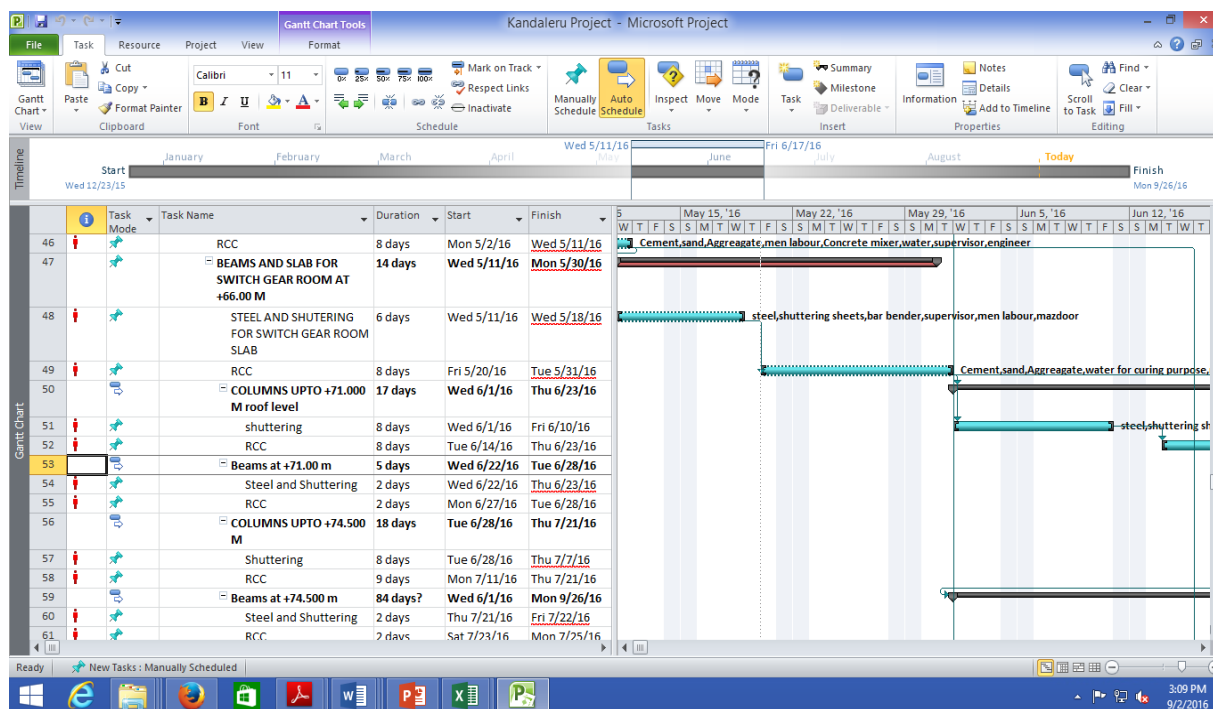 Gantt Chart Tools
Kandaleru Project - Microsoft Project
File Task Resource Project View Format
Gantt Chart
View
Paste
Cut
Copy
Format Painter
Clipboard
Calibri 11
B I U A
Font
0% 25% 50% 75% 100%
Mark on Track
Respect Links
Inactivate
Schedule
Manually Schedule
Auto Schedule
Inspect Move Mode
Tasks
Task
Summary
Milestone
Deliverable
Insert
Information
Notes
Details
Add to Timeline
Properties
Scroll to Task
Find
Clear
Fill
Editing
Timeline
Wed 5/11/16 Fri 6/17/16
January February March April May June July August Today
Start
Wed 12/23/15
Finish
Mon 9/26/16
Gantt Chart
Task Mode Task Name Duration Start Finish
5 May 15, '16 May 22, '16 May 29, '16 Jun 5, '16 Jun 12, '16
W T F S S M T W T F S S M T W T F S S M T W T F S S M T W T F S S M T W T
46 RCC 8 days Mon 5/2/16 Wed 5/11/16 Cement,sand,Aggreagate,men labour,Concrete mixer,water,supervisor,engineer
47 BEAMS AND SLAB FOR 14 days Wed 5/11/16 Mon 5/30/16
SWITCH GEAR ROOM AT
+66.00 M
48 STEEL AND SHUTERING 6 days Wed 5/11/16 Wed 5/18/16 steel,shuttering sheets,bar bender,supervisor,men labour,mazdoor
FOR SWITCH GEAR ROOM
SLAB
49 RCC 8 days Fri 5/20/16 Tue 5/31/16 Cement,sand,Aggreagate,water for curing purpose,
50 COLUMNS UPTO +71.000 17 days Wed 6/1/16 Thu 6/23/16
M roof level
51 shuttering 8 days Wed 6/1/16 Fri 6/10/16 steel,shuttering sh
52 RCC 8 days Tue 6/14/16 Thu 6/23/16
53 Beams at +71.00 m 5 days Wed 6/22/16 Tue 6/28/16
54 Steel and Shuttering 2 days Wed 6/22/16 Thu 6/23/16
55 RCC 2 days Mon 6/27/16 Tue 6/28/16
56 COLUMNS UPTO +74.500 18 days Tue 6/28/16 Thu 7/21/16
M
57 Shuttering 8 days Tue 6/28/16 Thu 7/7/16
58 RCC 9 days Mon 7/11/16 Thu 7/21/16
59 Beams at +74.500 m 84 days? Wed 6/1/16 Mon 9/26/16
60 Steel and Shuttering 2 days Thu 7/21/16 Fri 7/22/16
61 RCC 2 days Sat 7/23/16 Mon 7/25/16
Ready New Tasks : Manually Scheduled
3:09 PM
9/2/2016